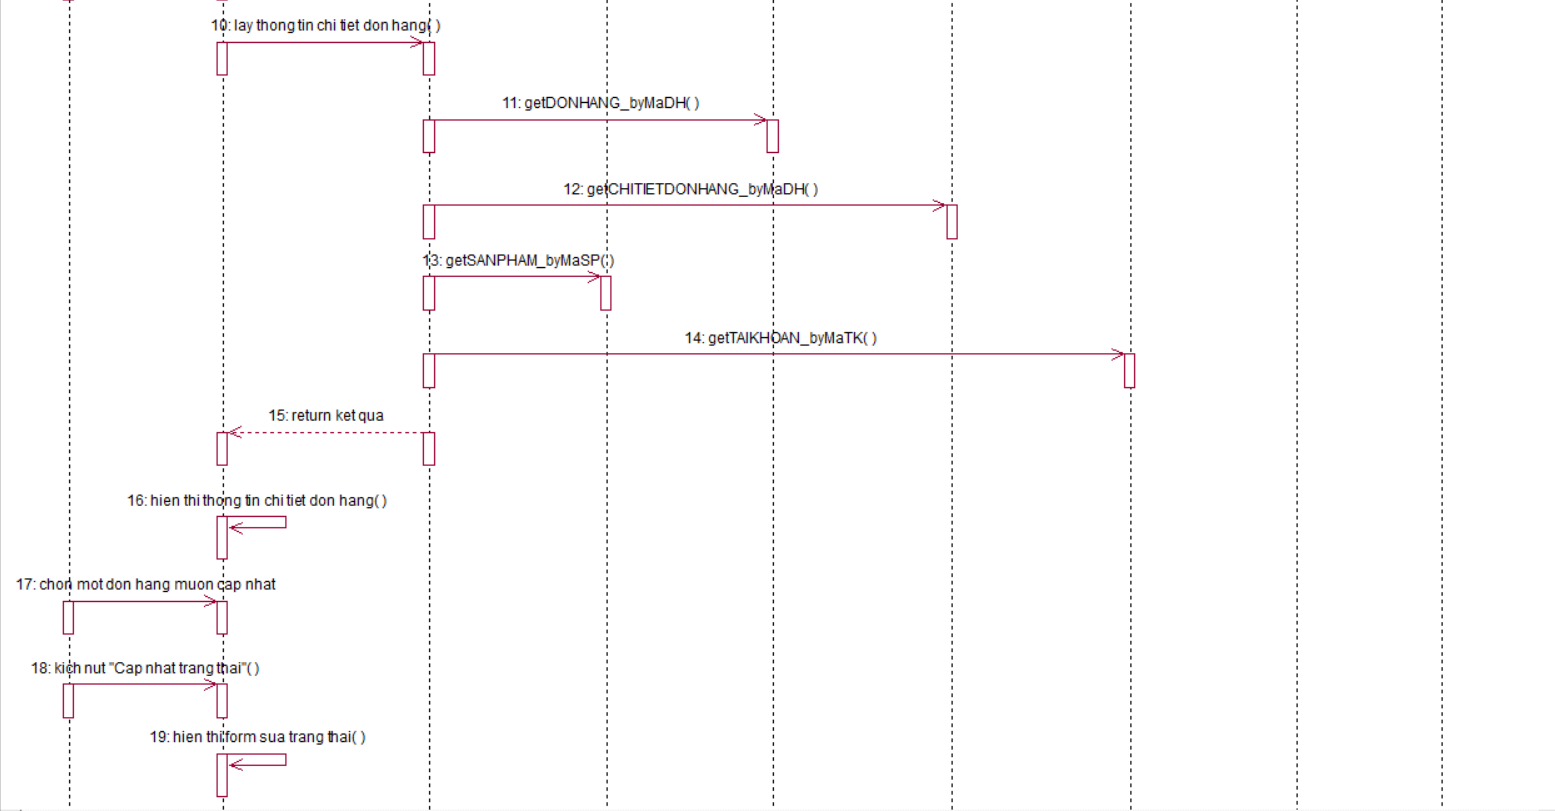 10: lay thong tin chi tiet don hang( )
11: getDONHANG_byMaDH( )
12: getCHITIETDONHANG_byMaDH( )
13: getSANPHAM_byMaSP( )
14: getTAIKHOAN_byMaTK( )
15: return ket qua
16: hien thi thong tin chi tiet don hang( )
17: chon mot don hang muon cap nhat
18: kich nut "Cap nhat trang thai"( )
19: hien thi form sua trang thai( )